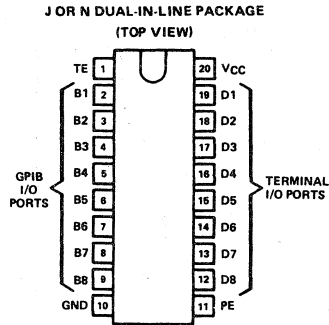 J OR N DUAL-IN-LINE PACKAGE
(TOP VIEW)
TE 1 20 VCC
B1 2 19 D1
B2 3 18 D2
B3 4 17 D3
B4 5 16 D4
B5 6 15 D5
B6 7 14 D6
B7 8 13 D7
B8 9 12 D8
GND 10 11 PE
GPIB
I/O
PORTS
TERMINAL
I/O PORTS